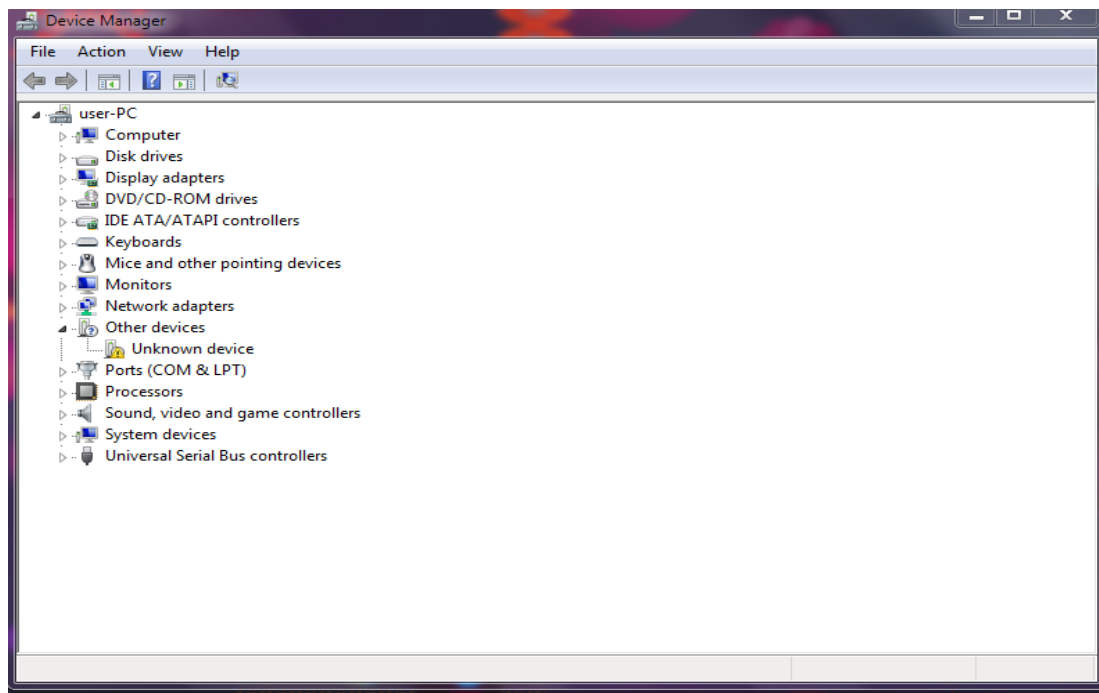 Device Manager
File Action View Help
user-PC
Computer
Disk drives
Display adapters
DVD/CD-ROM drives
IDE ATA/ATAPI controllers
Keyboards
Mice and other pointing devices
Monitors
Network adapters
Other devices
Unknown device
Ports (COM & LPT)
Processors
Sound, video and game controllers
System devices
Universal Serial Bus controllers